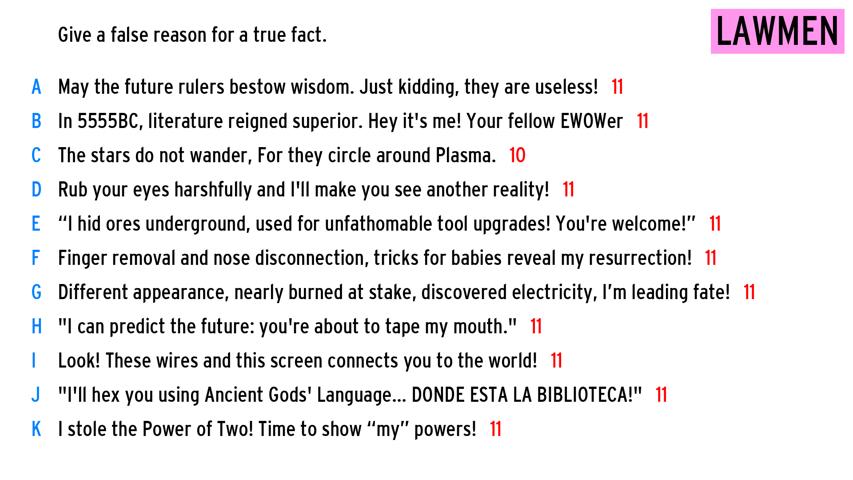 Give a false reason for a true fact.
LAWMEN
A May the future rulers bestow wisdom. Just kidding, they are useless! 11
B In 5555BC, literature reigned superior. Hey it's me! Your fellow EWOWer 11
C The stars do not wander, For they circle around Plasma. 10
D Rub your eyes harshfully and I'll make you see another reality! 11
E “I hid ores underground, used for unfathomable tool upgrades! You're welcome!” 11
F Finger removal and nose disconnection, tricks for babies reveal my resurrection! 11
G Different appearance, nearly burned at stake, discovered electricity, I’m leading fate! 11
H "I can predict the future: you're about to tape my mouth." 11
I Look! These wires and this screen connects you to the world! 11
J "I'll hex you using Ancient Gods' Language... DONDE ESTA LA BIBLIOTECA!" 11
K I stole the Power of Two! Time to show “my” powers! 11